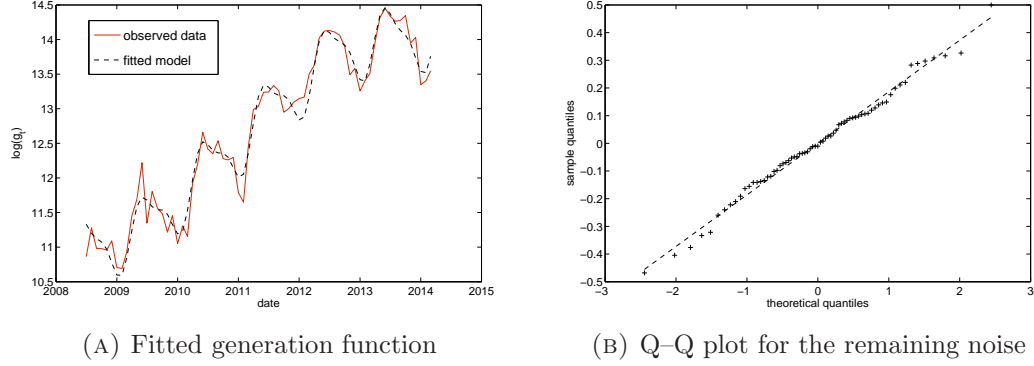 14.5
14
13.5
13
12.5
12
11.5
11
10.5
log(g_t)
observed data
fitted model
2008 2009 2010 2011 2012 2013 2014 2015
date
(A) Fitted generation function
0.5
0.4
0.3
0.2
0.1
0
−0.1
−0.2
−0.3
−0.4
−0.5
sample quantiles
−3 −2 −1 0 1 2 3
theoretical quantiles
(B) Q–Q plot for the remaining noise